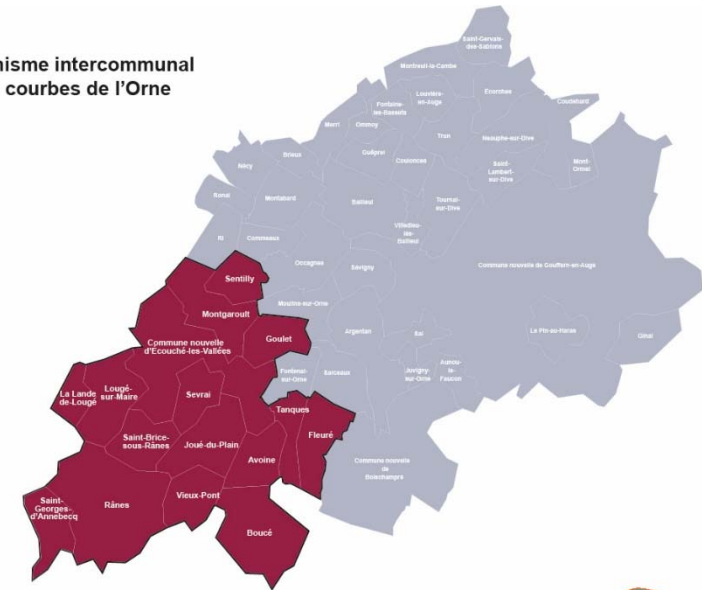 nisme intercommunal
courbes de l'Orne
Saint-Gervais-
des-Sablons
Montreuil-la-Cambe
Louvières-
en-Auge
Écorches
Coudehard
Fontaine-
les-Bassets
Merri
Ommoy
Trun
Neauphe-sur-Dive
Guêprei
Coulonces
Brieux
Nécy
Saint-
Lambert-
sur-Dive
Mont-
Ormel
Ronai
Montabard
Bailleul
Tournai-
sur-Dive
Villedieu-
les-
Bailleul
Ri
Commeaux
Occagnes
Sévigny
Commune nouvelle de Gouffern-en-Auge
Sentilly
Moulins-sur-Orne
Montgaroult
Argentan
Sai
Le Pin-au-Haras
Ginai
Commune nouvelle
d'Écouché-les-Vallées
Goulet
Fontenai-
sur-Orne
Sarceaux
Juvigny-
sur-Orne
Aunou-
le-
Faucon
La Lande
de-Lougé
Lougé-
sur-Maire
Sevrai
Tanques
Fleuré
Saint-Brice-
sous-Rânes
Joué-du-Plain
Avoine
Commune nouvelle
de
Boischampré
Saint-
Georges-
d'Annebecq
Rânes
Vieux-Pont
Boucé